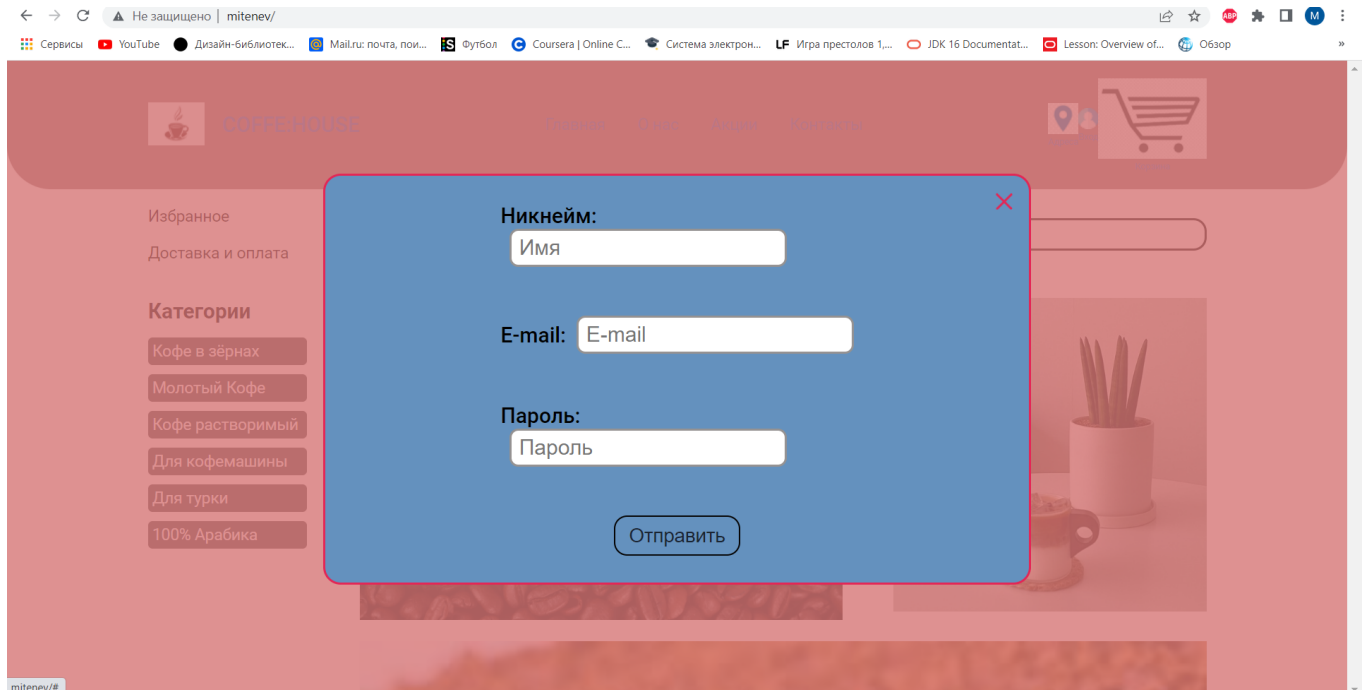 Не защищено | mitenev/
ABP
M
Сервисы YouTube Дизайн-библиотек... Mail.ru: почта, пои... Футбол Coursera | Online C... Система электрон... LF Игра престолов 1,... JDK 16 Documentat... Lesson: Overview of... Обзор »
COFFE HOUSE
Избранное
Доставка и оплата
Категории
Кофе в зёрнах
Молотый Кофе
Кофе растворимый
Для кофемашины
Для турки
100% Арабика
Никнейм:
Имя
E-mail: E-mail
Пароль:
Пароль
Отправить
mitenev/#